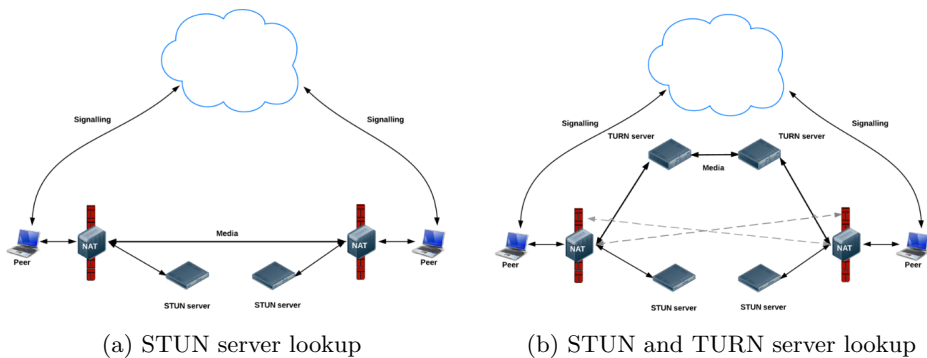 Signalling
Signalling
NAT
Media
NAT
Peer
Peer
STUN server
STUN server
(a) STUN server lookup
Signalling
Signalling
TURN server
TURN server
Media
NAT
NAT
Peer
Peer
STUN server
STUN server
(b) STUN and TURN server lookup